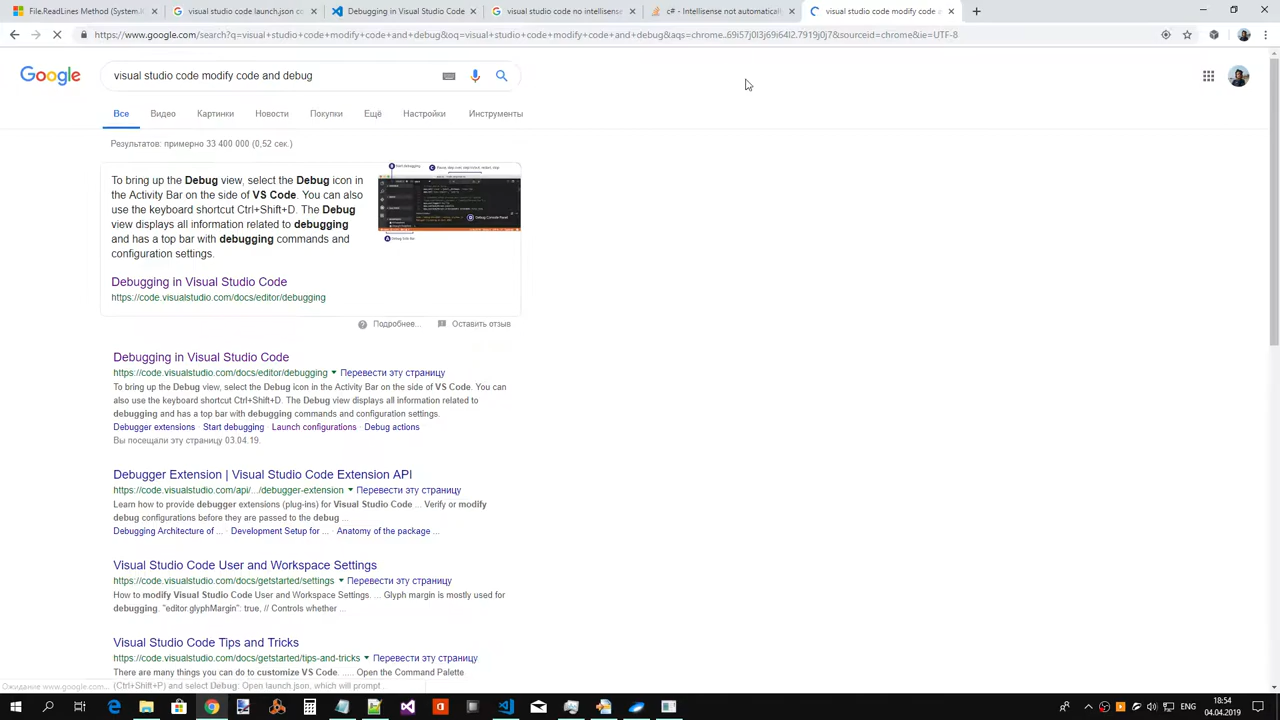 File.ReadLines Method (System.IO
visual studio code launch.json co
Debugging in Visual Studio Code
visual studio code no intellisens
c# - Intellisense not automaticall
visual studio code modify code a
https://www.google.com/search?q=visual+studio+code+modify+code+and+debug&oq=visual+studio+code+modify+code+and+debug&aqs=chrome..69i57j0l3j69i64l2.7919j0j7&sourceid=chrome&ie=UTF-8
Google
visual studio code modify code and debug
Все Видео Картинки Новости Покупки Ещё Настройки Инструменты
Результатов: примерно 33 400 000 (0,52 сек.)
To bring up the Debug view, select the Debug icon in
the Activity Bar on the side of VS Code. You can also
use the keyboard shortcut Ctrl+Shift+D. The Debug
view displays all information related to debugging
and has a top bar with debugging commands and
configuration settings.
Debugging in Visual Studio Code
https://code.visualstudio.com/docs/editor/debugging
Подробнее... Оставить отзыв
Debugging in Visual Studio Code
https://code.visualstudio.com/docs/editor/debugging Перевести эту страницу
To bring up the Debug view, select the Debug icon in the Activity Bar on the side of VS Code. You can
also use the keyboard shortcut Ctrl+Shift+D. The Debug view displays all information related to
debugging and has a top bar with debugging commands and configuration settings.
Debugger extensions · Start debugging · Launch configurations · Debug actions
Вы посещали эту страницу 03.04.19.
Debugger Extension | Visual Studio Code Extension API
https://code.visualstudio.com/api/.../debugger-extension Перевести эту страницу
Learn how to provide debugger extensions (plug-ins) for Visual Studio Code ... Verify or modify
debug configurations before they are passed to the debug ...
Debugging Architecture of ... · Development Setup for ... · Anatomy of the package ...
Visual Studio Code User and Workspace Settings
https://code.visualstudio.com/docs/getstarted/settings Перевести эту страницу
How to modify Visual Studio Code User and Workspace Settings. ... Glyph margin is mostly used for
debugging. "editor.glyphMargin": true, // Controls whether ...
Visual Studio Code Tips and Tricks
https://code.visualstudio.com/docs/getstarted/tips-and-tricks Перевести эту страницу
There are many things you can do to customize VS Code. ..... Open the Command Palette
(Ctrl+Shift+P) and select Debug: Open launch.json, which will prompt
Ожидание www.google.com...
ENG
18:54
04.04.2019